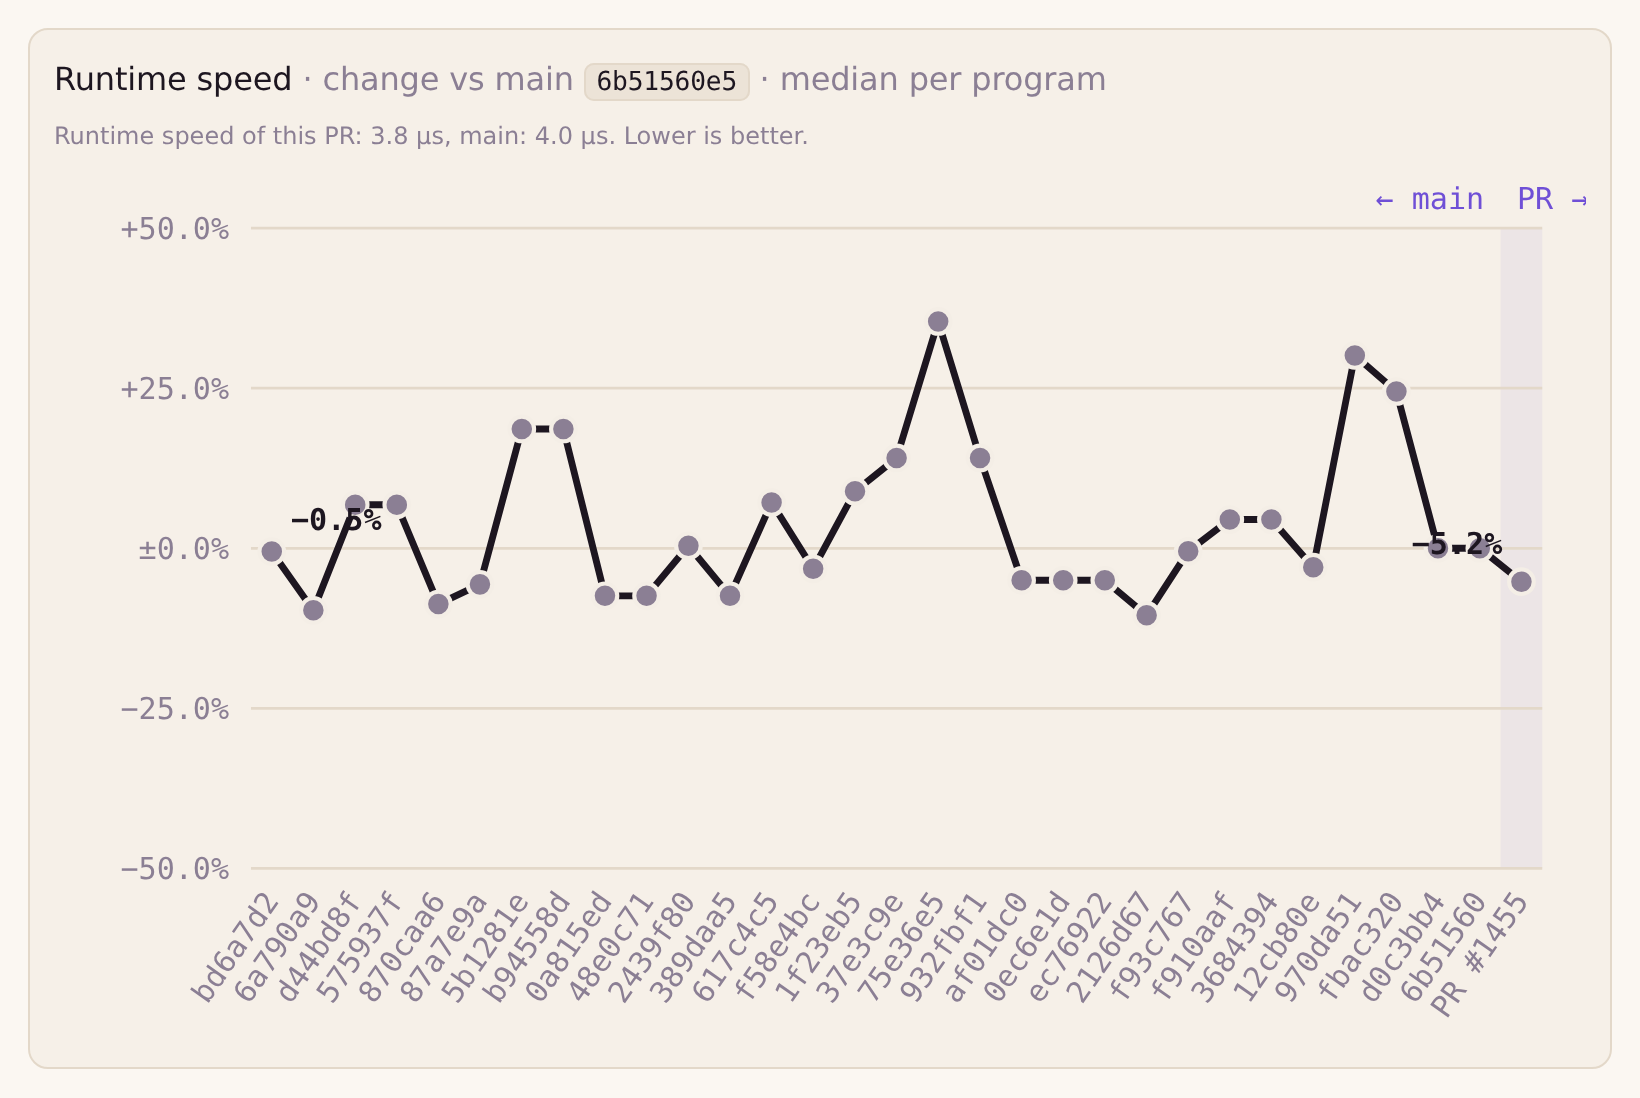 Runtime speed · change vs main 6b51560e5 · median per program
Runtime speed of this PR: 3.8 µs, main: 4.0 µs. Lower is better.
← main PR →
+50.0%
+25.0%
±0.0%
−25.0%
−50.0%
−0.5%
−5.2%
bd6a7d2
6a790a9
d44bd8f
575937f
870caa6
87a7e9a
5b1281e
b94558d
0a815ed
48e0c71
2439f80
389daa5
617c4c5
f58e4bc
1f23eb5
37e3c9e
75e36e5
932fbf1
af01dc0
0ec6e1d
ec76922
2126d67
f93c767
f910aaf
3684394
12cb80e
970da51
fbac320
d0c3bb4
6b51560
PR #1455